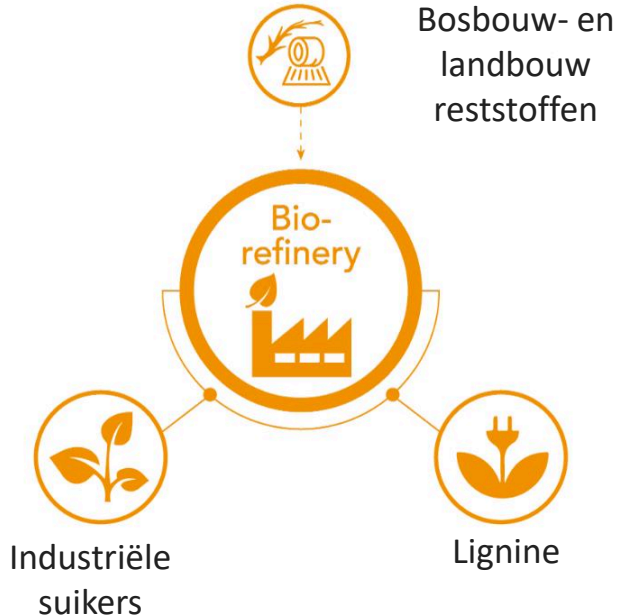 Bosbouw- en
landbouw
reststoffen
Bio-
refinery
Industriële
suikers
Lignine